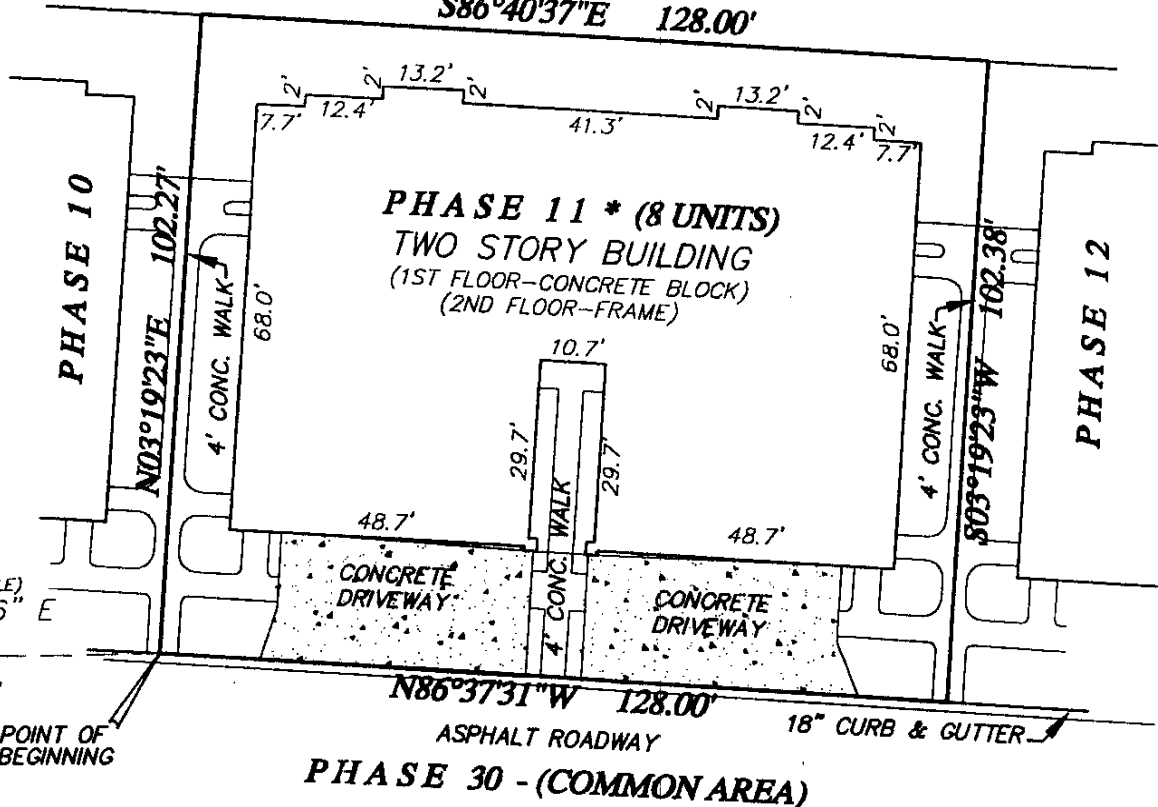 S86°40'37"E 128.00'
2'
2'
13.2'
2'
2'
13.2'
2'
2'
7.7'
12.4'
41.3'
12.4'
7.7'
PHASE 10
N03°19'23"E 102.27'
4' CONC. WALK
68.0'
PHASE 11 * (8 UNITS)
TWO STORY BUILDING
(1ST FLOOR-CONCRETE BLOCK)
(2ND FLOOR-FRAME)
68.0'
4' CONC. WALK
S03°19'23"W 102.38'
PHASE 12
10.7'
29.7'
29.7'
48.7'
48.7'
CONCRETE
DRIVEWAY
4' CONC. WALK
CONCRETE
DRIVEWAY
LE)
6" E
N86°37'31"W 128.00'
POINT OF
BEGINNING
ASPHALT ROADWAY
18" CURB & GUTTER
PHASE 30 - (COMMON AREA)